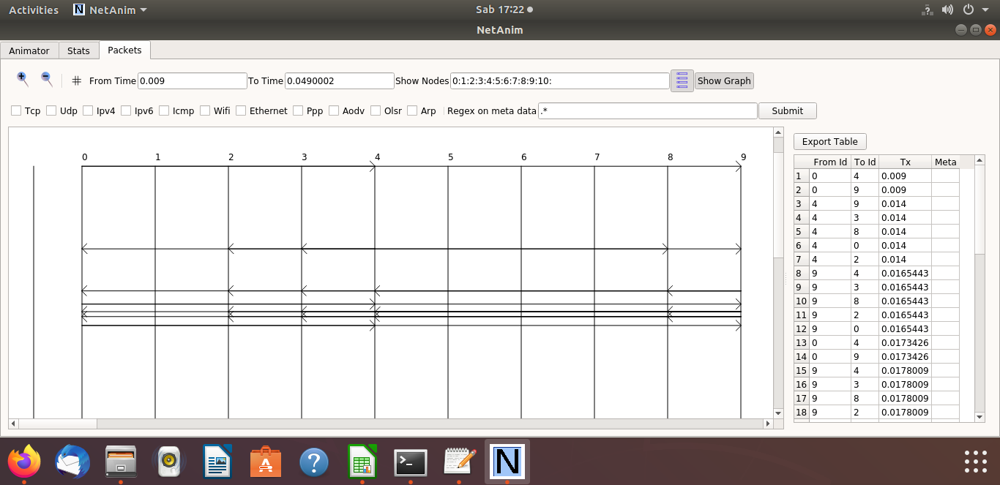 Activities NetAnim Sab 17:22
NetAnim
Animator Stats Packets
From Time 0.009 To Time 0.0490002 Show Nodes 0:1:2:3:4:5:6:7:8:9:10: Show Graph
Tcp Udp Ipv4 Ipv6 Icmp Wifi Ethernet Ppp Aodv Olsr Arp Regex on meta data .* Submit
0 1 2 3 4 5 6 7 8 9
Export Table
From Id To Id Tx Meta
1 0 4 0.009
2 0 9 0.009
3 4 9 0.014
4 4 3 0.014
5 4 8 0.014
6 4 0 0.014
7 4 2 0.014
8 9 4 0.0165443
9 9 3 0.0165443
10 9 8 0.0165443
11 9 2 0.0165443
12 9 0 0.0165443
13 0 4 0.0173426
14 0 9 0.0173426
15 9 4 0.0178009
16 9 3 0.0178009
17 9 8 0.0178009
18 9 2 0.0178009